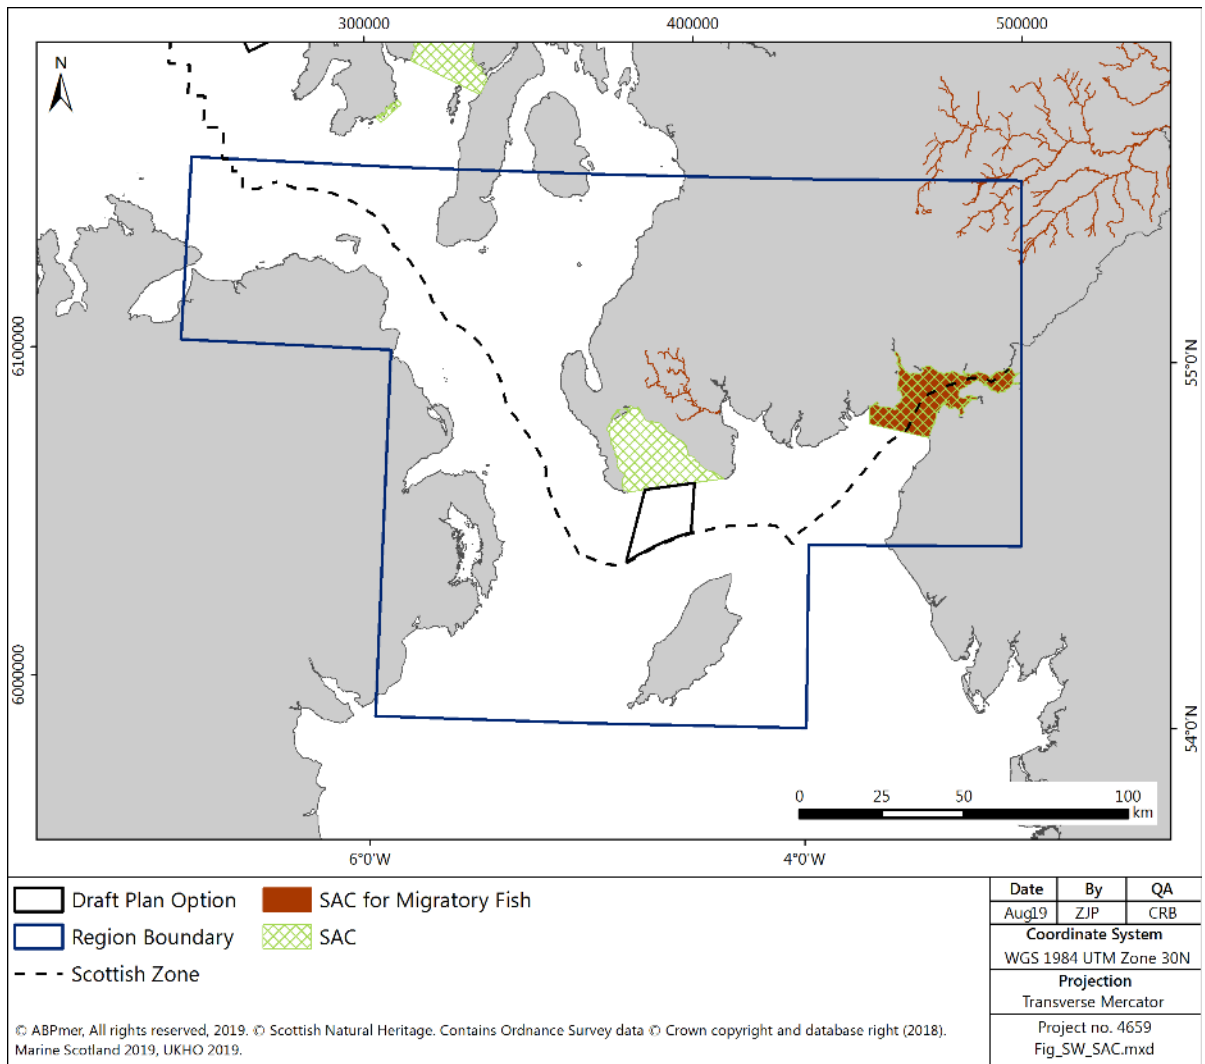 300000 400000 500000
N
6100000
55°0'N
6000000
54°0'N
0 25 50 100
km
6°0'W 4°0'W
Draft Plan Option
SAC for Migratory Fish
Region Boundary
SAC
Scottish Zone
Date By QA
Aug19 ZJP CRB
Coordinate System
WGS 1984 UTM Zone 30N
Projection
Transverse Mercator
Project no. 4659
Fig_SW_SAC.mxd
© ABPmer, All rights reserved, 2019. © Scottish Natural Heritage. Contains Ordnance Survey data © Crown copyright and database right (2018).
Marine Scotland 2019, UKHO 2019.